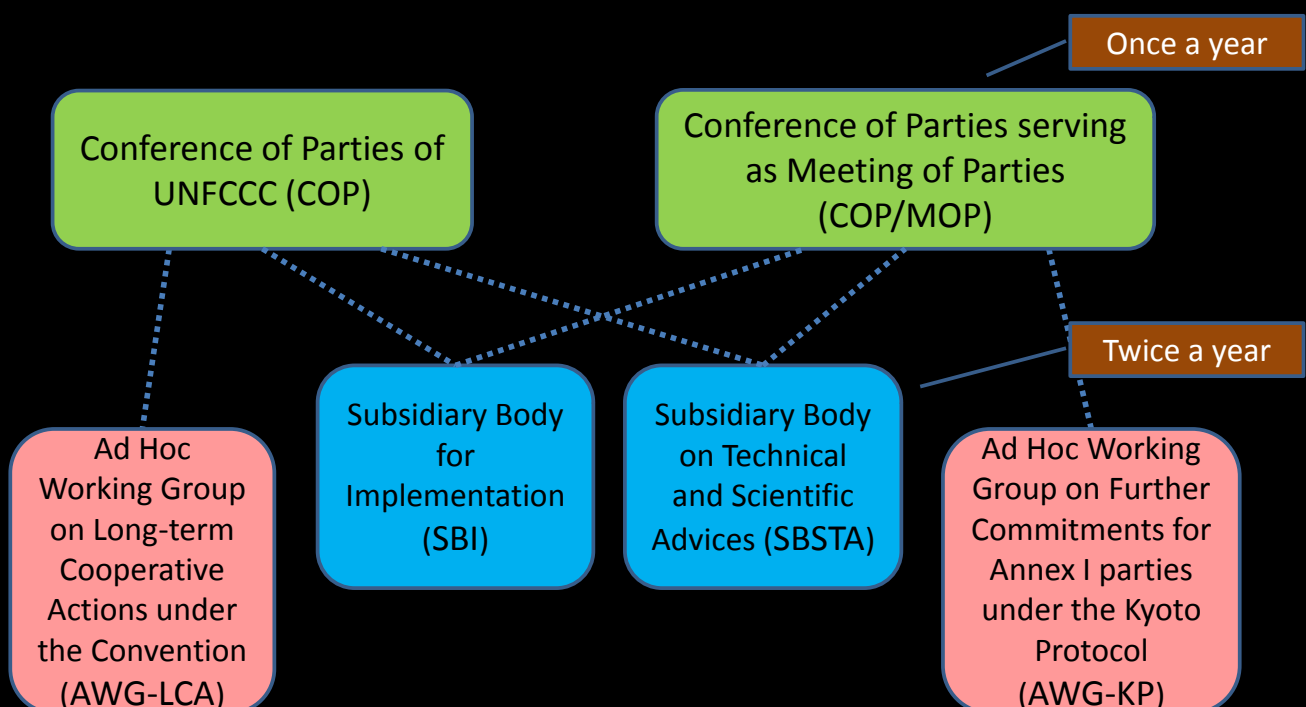 Once a year
Conference of Parties of
UNFCCC (COP)
Conference of Parties serving
as Meeting of Parties
(COP/MOP)
Twice a year
Ad Hoc
Working Group
on Long-term
Cooperative
Actions under
the Convention
(AWG-LCA)
Subsidiary Body
for
Implementation
(SBI)
Subsidiary Body
on Technical
and Scientific
Advices (SBSTA)
Ad Hoc Working
Group on Further
Commitments for
Annex I parties
under the Kyoto
Protocol
(AWG-KP)